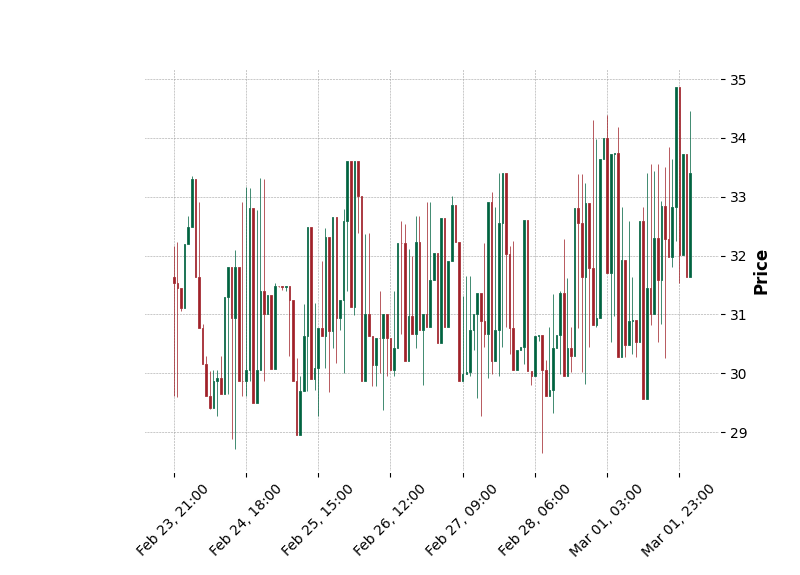 35
34
33
32
31
30
29
Price
Feb 23, 21:00
Feb 24, 18:00
Feb 25, 15:00
Feb 26, 12:00
Feb 27, 09:00
Feb 28, 06:00
Mar 01, 03:00
Mar 01, 23:00